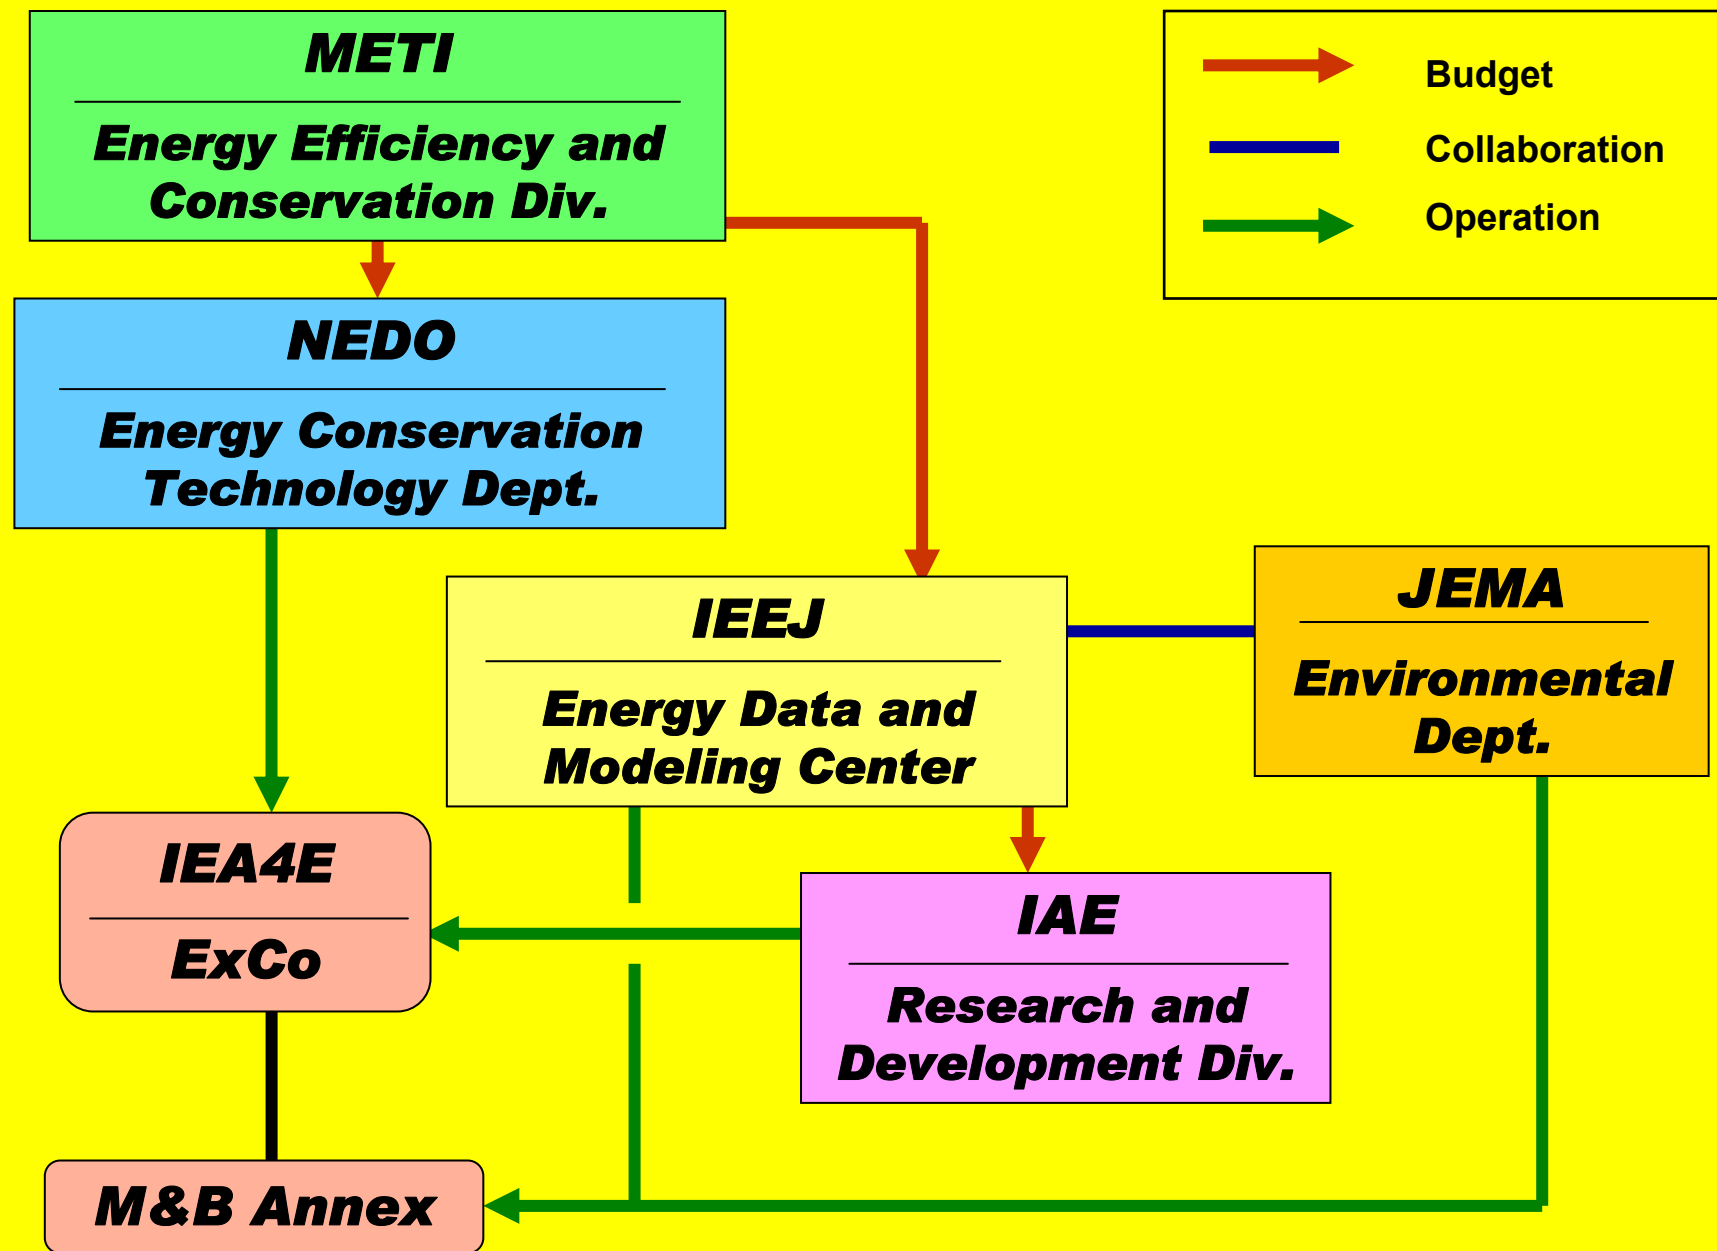 METI
Energy Efficiency and
Conservation Div.
Budget
Collaboration
Operation
NEDO
Energy Conservation
Technology Dept.
IEEJ
Energy Data and
Modeling Center
JEMA
Environmental
Dept.
IEA4E
ExCo
IAE
Research and
Development Div.
M&B Annex